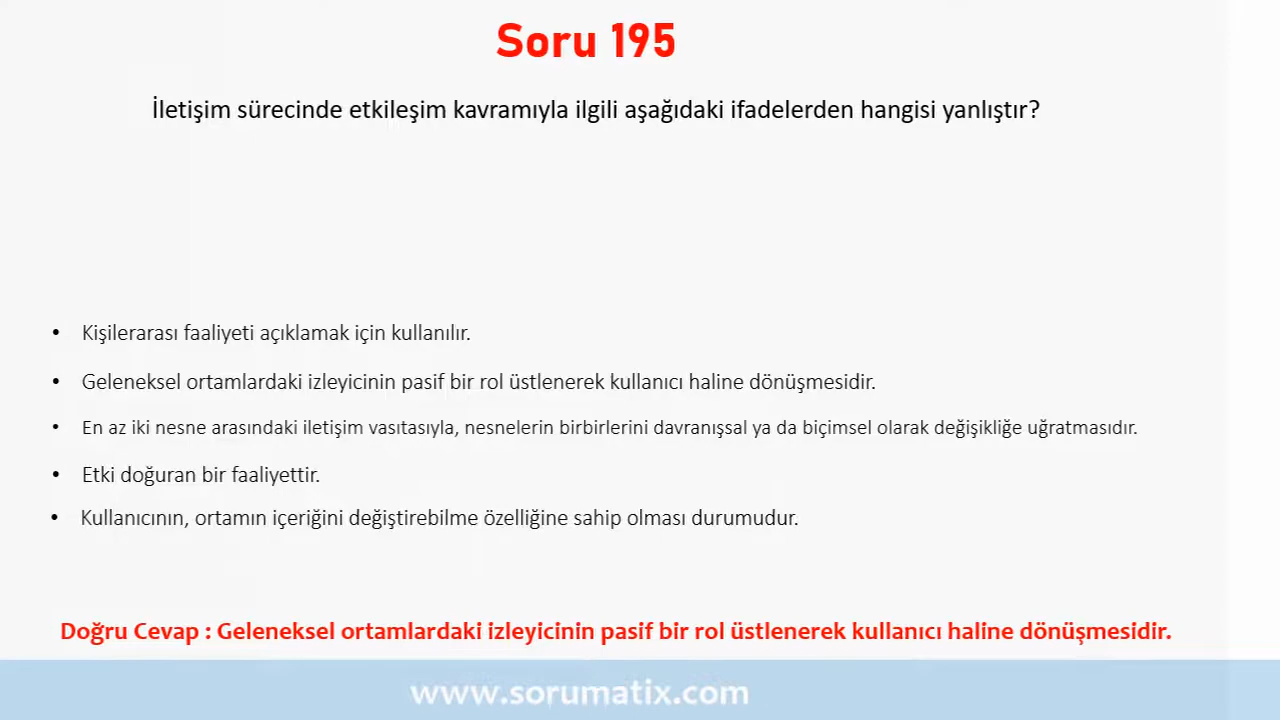 Soru 195
İletişim sürecinde etkileşim kavramıyla ilgili aşağıdaki ifadelerden hangisi yanlıştır?
• Kişilerarası faaliyeti açıklamak için kullanılır.
• Geleneksel ortamlardaki izleyicinin pasif bir rol üstlenerek kullanıcı haline dönüşmesidir.
• En az iki nesne arasındaki iletişim vasıtasıyla, nesnelerin birbirlerini davranışsal ya da biçimsel olarak değişikliğe uğratmasıdır.
• Etki doğuran bir faaliyettir.
• Kullanıcının, ortamın içeriğini değiştirebilme özelliğine sahip olması durumudur.
Doğru Cevap : Geleneksel ortamlardaki izleyicinin pasif bir rol üstlenerek kullanıcı haline dönüşmesidir.
www.sorumatix.com